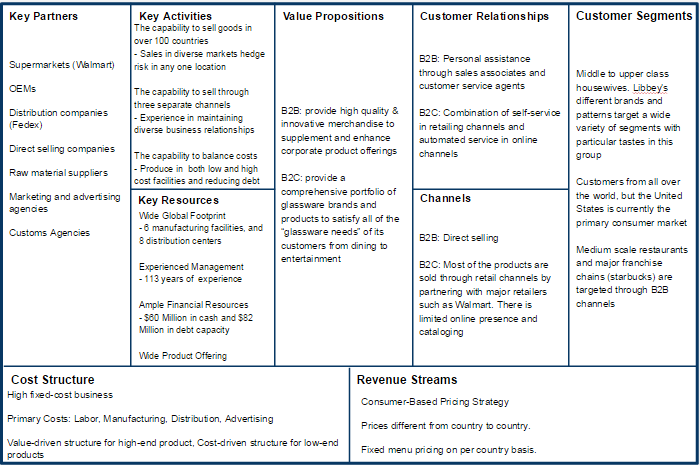 Key Partners
Supermarkets (Walmart)
OEMs
Distribution companies
(Fedex)
Direct selling companies
Raw material suppliers
Marketing and advertising
agencies
Customs Agencies
Key Activities
The capability to sell goods in
over 100 countries
- Sales in diverse markets hedge
risk in any one location
The capability to sell through
three separate channels
- Experience in maintaining
diverse business relationships
The capability to balance costs
- Produce in both low and high
cost facilities and reducing debt
Key Resources
Wide Global Footprint
- 6 manufacturing facilities, and
8 distribution centers
Experienced Management
- 113 years of experience
Ample Financial Resources
- $60 Million in cash and $82
Million in debt capacity
Wide Product Offering
Value Propositions
B2B: provide high quality &
innovative merchandise to
supplement and enhance
corporate product offerings
B2C: provide a
comprehensive portfolio of
glassware brands and
products to satisfy all of the
"glassware needs" of its
customers from dining to
entertainment
Customer Relationships
B2B: Personal assistance
through sales associates and
customer service agents
B2C: Combination of self-service
in retailing channels and
automated service in online
channels
Channels
B2B: Direct selling
B2C: Most of the products are
sold through retail channels by
partnering with major retailers
such as Walmart. There is
limited online presence and
cataloging
Customer Segments
Middle to upper class
housewives. Libbey's
different brands and
patterns target a wide
variety of segments with
particular tastes in this
group
Customers from all over
the world, but the United
States is currently the
primary consumer market
Medium scale restaurants
and major franchise
chains (starbucks) are
targeted through B2B
channels
Cost Structure
High fixed-cost business
Primary Costs: Labor, Manufacturing, Distribution, Advertising
Value-driven structure for high-end product, Cost-driven structure for low-end
products
Revenue Streams
Consumer-Based Pricing Strategy
Prices different from country to country.
Fixed menu pricing on per country basis.